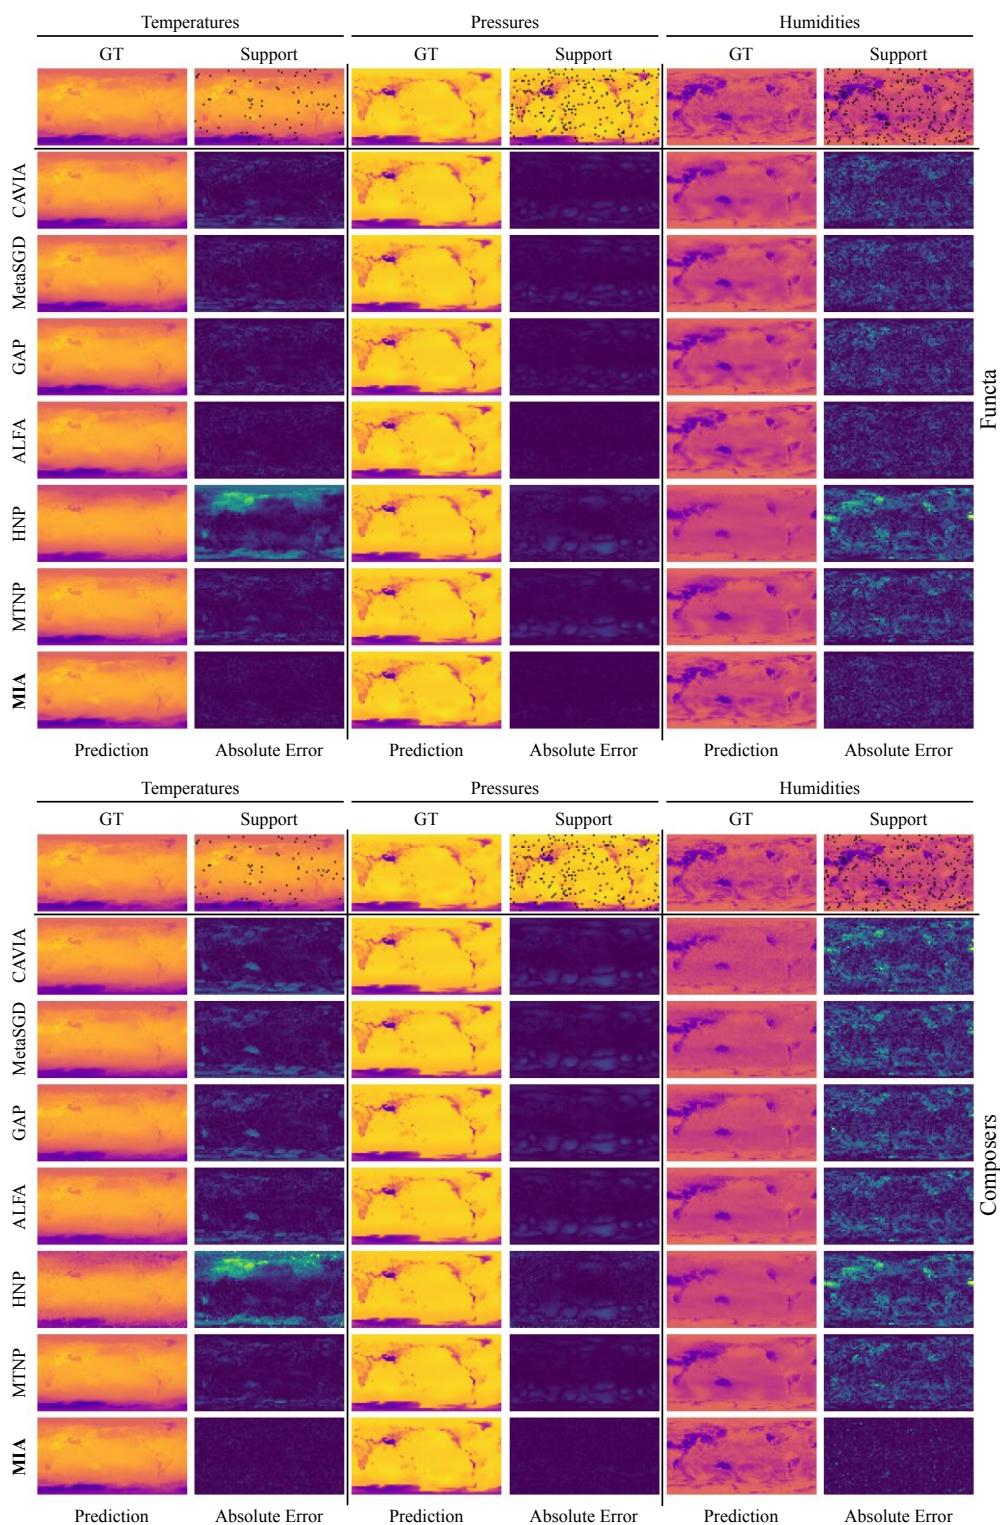 Temperatures Pressures Humidities
GT Support GT Support GT Support
CAVIA
MetaSGD
GAP
ALFA
HNP
MTNP
MIA
Functa
Prediction Absolute Error Prediction Absolute Error Prediction Absolute Error
Temperatures Pressures Humidities
GT Support GT Support GT Support
CAVIA
MetaSGD
GAP
ALFA
HNP
MTNP
MIA
Composers
Prediction Absolute Error Prediction Absolute Error Prediction Absolute Error